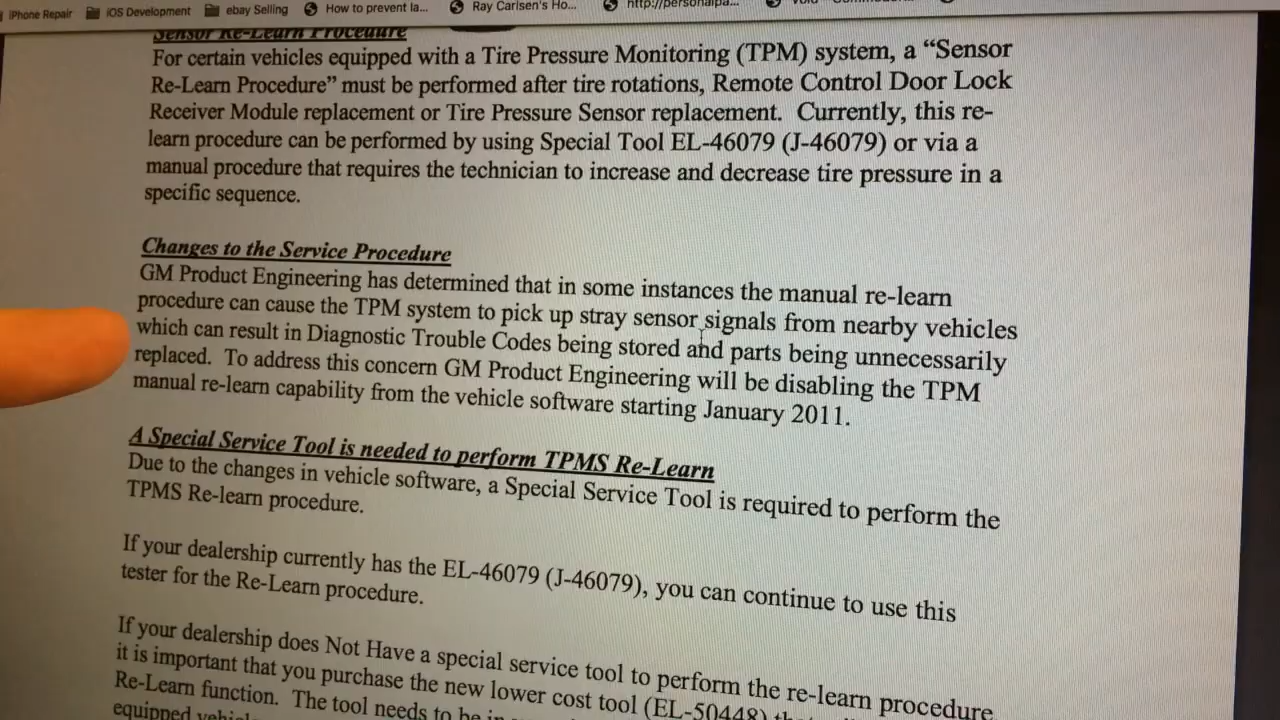 iPhone Repair iOS Development ebay Selling How to prevent la... Ray Carlsen's Ho... http://personalpa...
Sensor Re-Learn Procedure
For certain vehicles equipped with a Tire Pressure Monitoring (TPM) system, a “Sensor
Re-Learn Procedure” must be performed after tire rotations, Remote Control Door Lock
Receiver Module replacement or Tire Pressure Sensor replacement. Currently, this re-
learn procedure can be performed by using Special Tool EL-46079 (J-46079) or via a
manual procedure that requires the technician to increase and decrease tire pressure in a
specific sequence.
Changes to the Service Procedure
GM Product Engineering has determined that in some instances the manual re-learn
procedure can cause the TPM system to pick up stray sensor signals from nearby vehicles
which can result in Diagnostic Trouble Codes being stored and parts being unnecessarily
replaced. To address this concern GM Product Engineering will be disabling the TPM
manual re-learn capability from the vehicle software starting January 2011.
A Special Service Tool is needed to perform TPMS Re-Learn
Due to the changes in vehicle software, a Special Service Tool is required to perform the
TPMS Re-learn procedure.
If your dealership currently has the EL-46079 (J-46079), you can continue to use this
tester for the Re-Learn procedure.
If your dealership does Not Have a special service tool to perform the re-learn procedure
it is important that you purchase the new lower cost tool (EL-50448)
Re-Learn function. The tool needs to be in
equipped